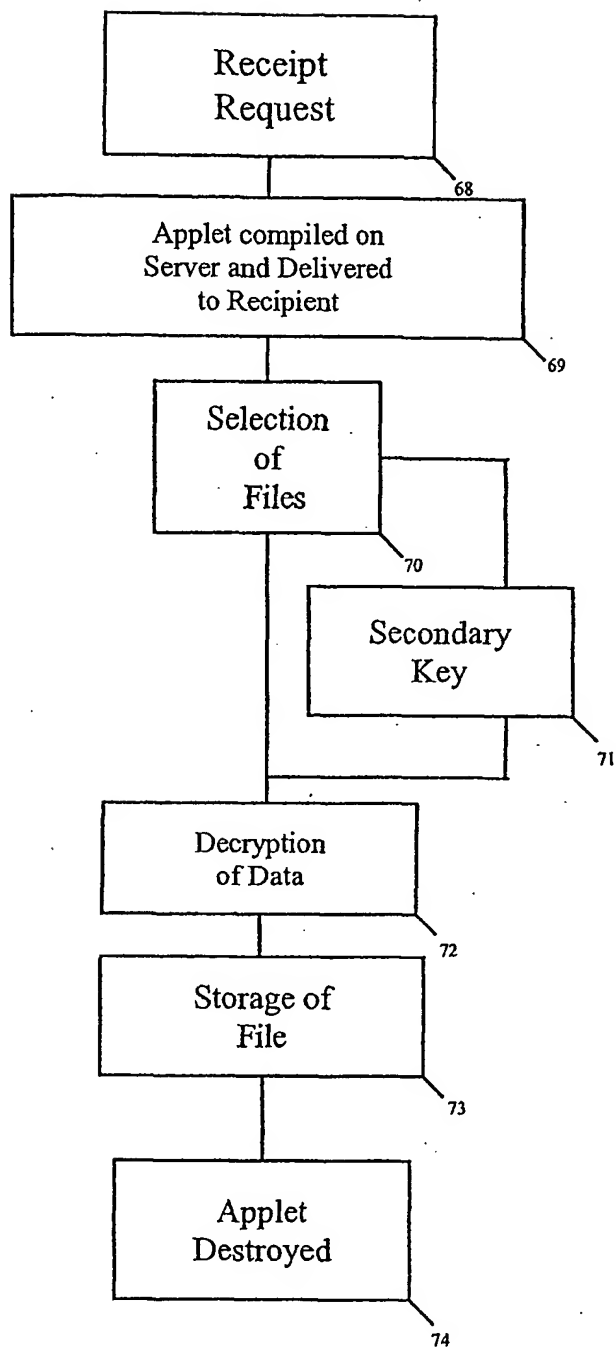 Receipt
Request
68
Applet compiled on
Server and Delivered
to Recipient
69
Selection
of
Files
70
Secondary
Key
71
Decryption
of Data
72
Storage of
File
73
Applet
Destroyed
74